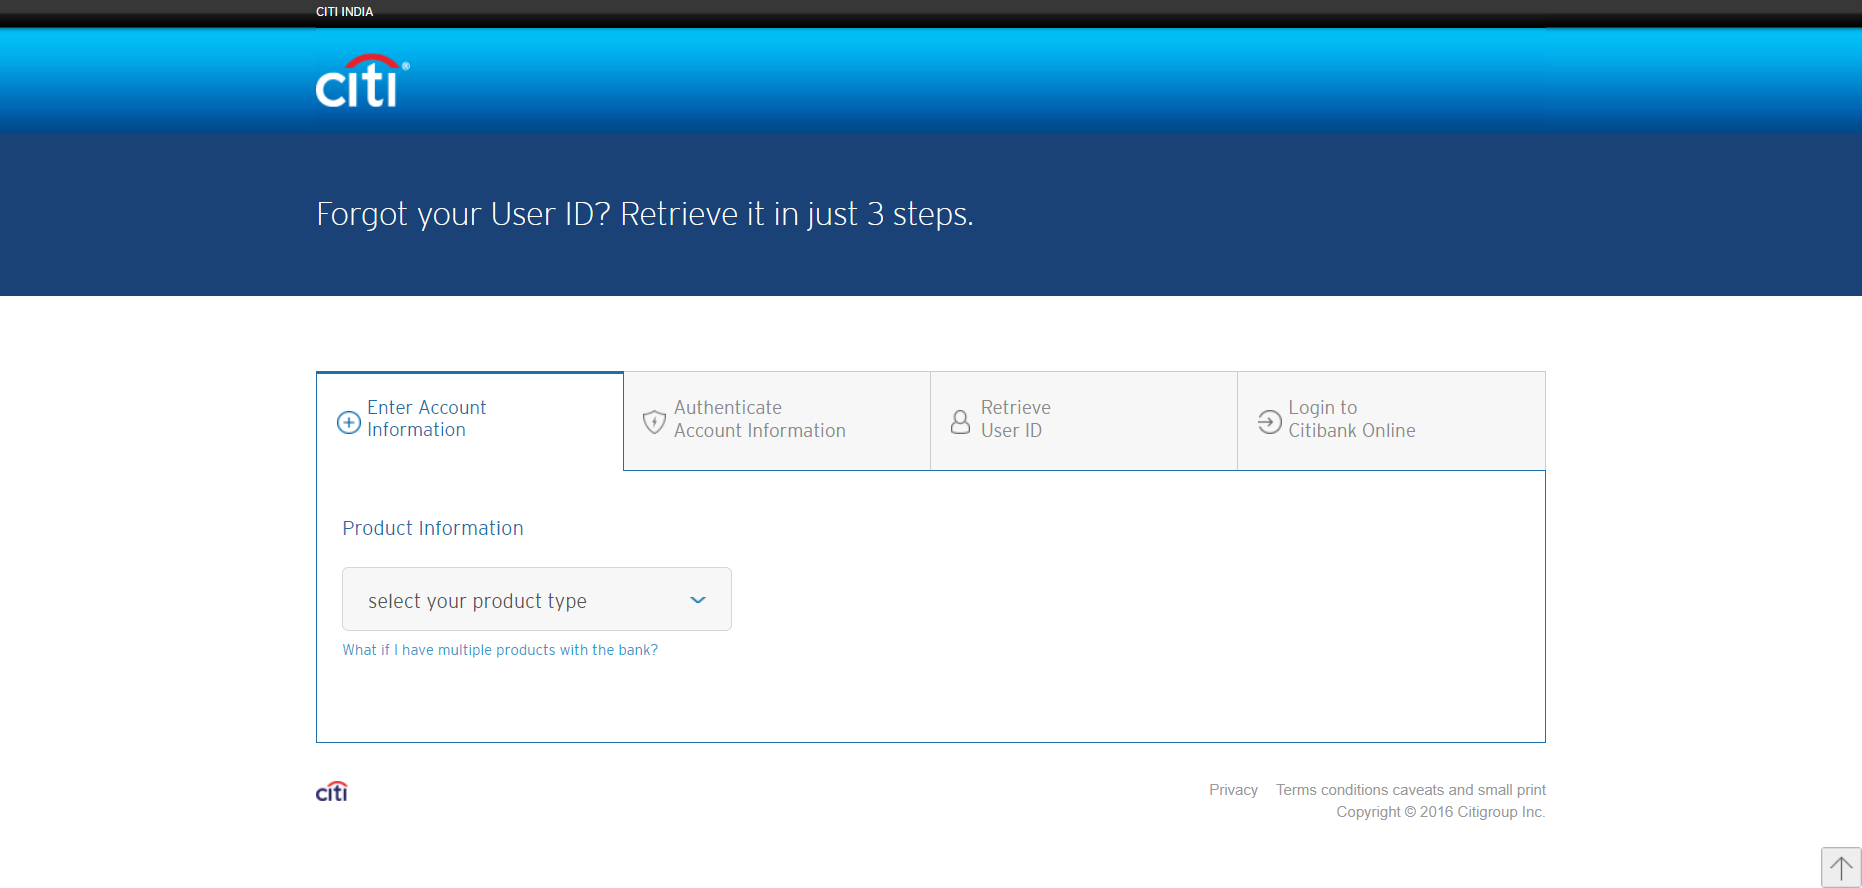 CITI INDIA
citi®
Forgot your User ID? Retrieve it in just 3 steps.
Enter Account
Information
Authenticate
Account Information
Retrieve
User ID
Login to
Citibank Online
Product Information
select your product type
What if I have multiple products with the bank?
citi
Privacy Terms conditions caveats and small print
Copyright © 2016 Citigroup Inc.